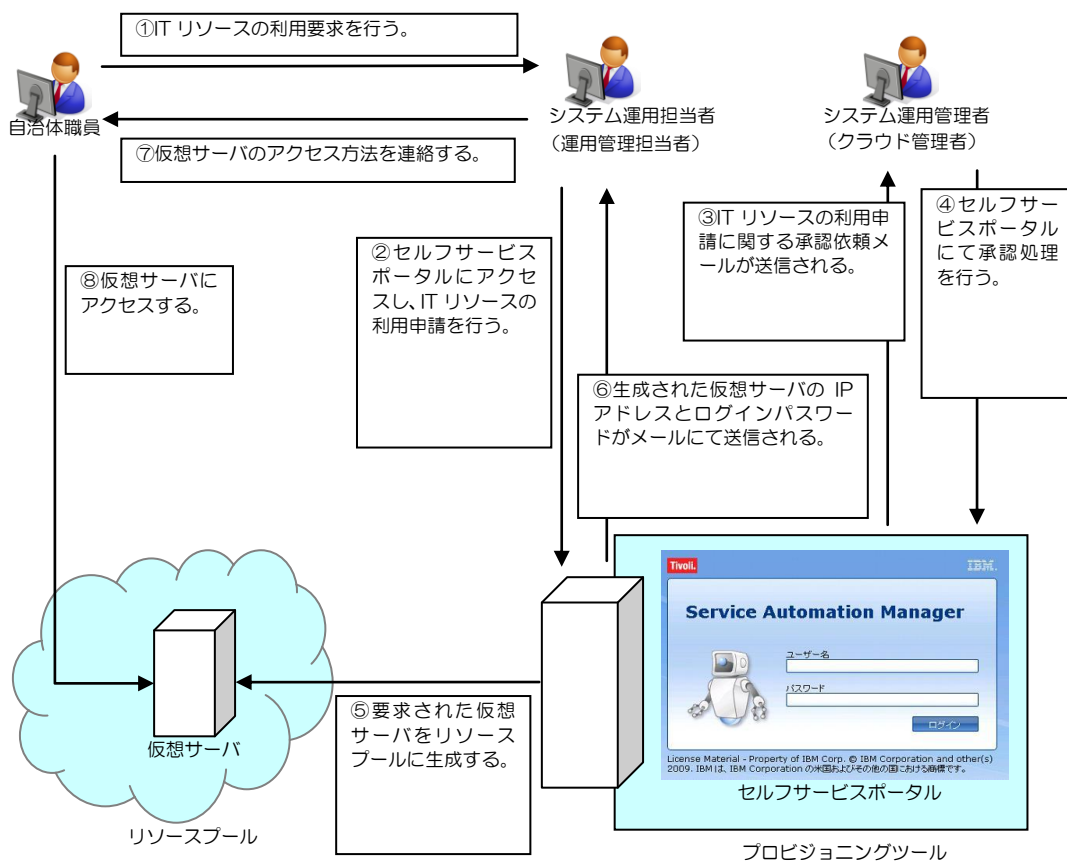 ①IT リソースの利用要求を行う。
自治体職員
システム運用担当者
（運用管理担当者）
システム運用管理者
（クラウド管理者）
⑦仮想サーバのアクセス方法を連絡する。
②セルフサービス
ポータルにアクセ
スし、IT リソースの
利用申請を行う。
③IT リソースの利用申
請に関する承認依頼メ
ールが送信される。
④セルフサー
ビスポータル
にて承認処理
を行う。
⑧仮想サーバに
アクセスする。
⑥生成された仮想サーバの IP
アドレスとログインパスワー
ドがメールにて送信される。
Tivoli.
IBM.
Service Automation Manager
ユーザー名
パスワード
ログイン
License Material - Property of IBM Corp. © IBM Corporation and other(s)
2009. IBM は、IBM Corporation の米国およびその他の国における商標です。
セルフサービスポータル
仮想サーバ
⑤要求された仮想
サーバをリソース
プールに生成する。
リソースプール
プロビジョニングツール